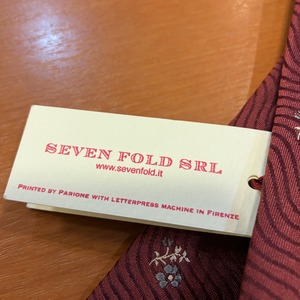 SEVEN FOLD SRL
www.sevenfold.it
PRINTED BY PARIONE WITH LETTERPRESS MACHINE IN FIRENZE